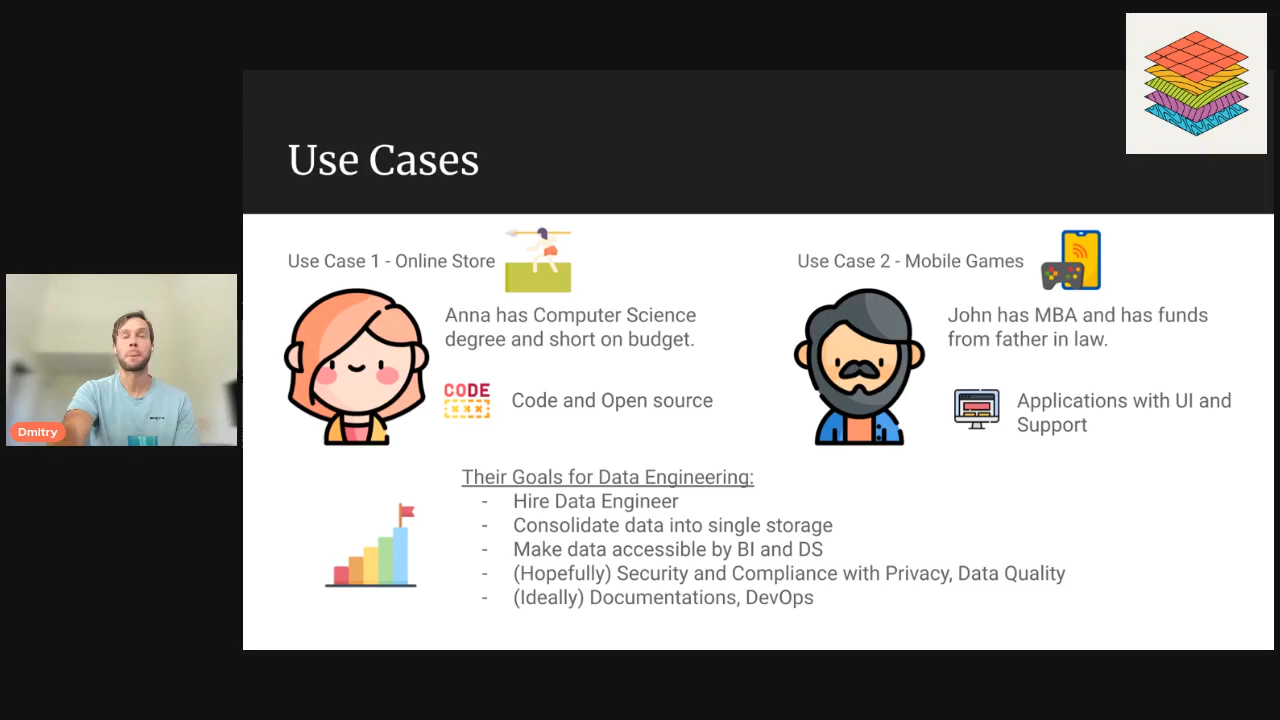 Use Cases
Use Case 1 - Online Store
Anna has Computer Science
degree and short on budget.
CODE
Code and Open source
Use Case 2 - Mobile Games
John has MBA and has funds
from father in law.
Applications with UI and
Support
Their Goals for Data Engineering:
- Hire Data Engineer
- Consolidate data into single storage
- Make data accessible by BI and DS
- (Hopefully) Security and Compliance with Privacy, Data Quality
- (Ideally) Documentations, DevOps
Dmitry